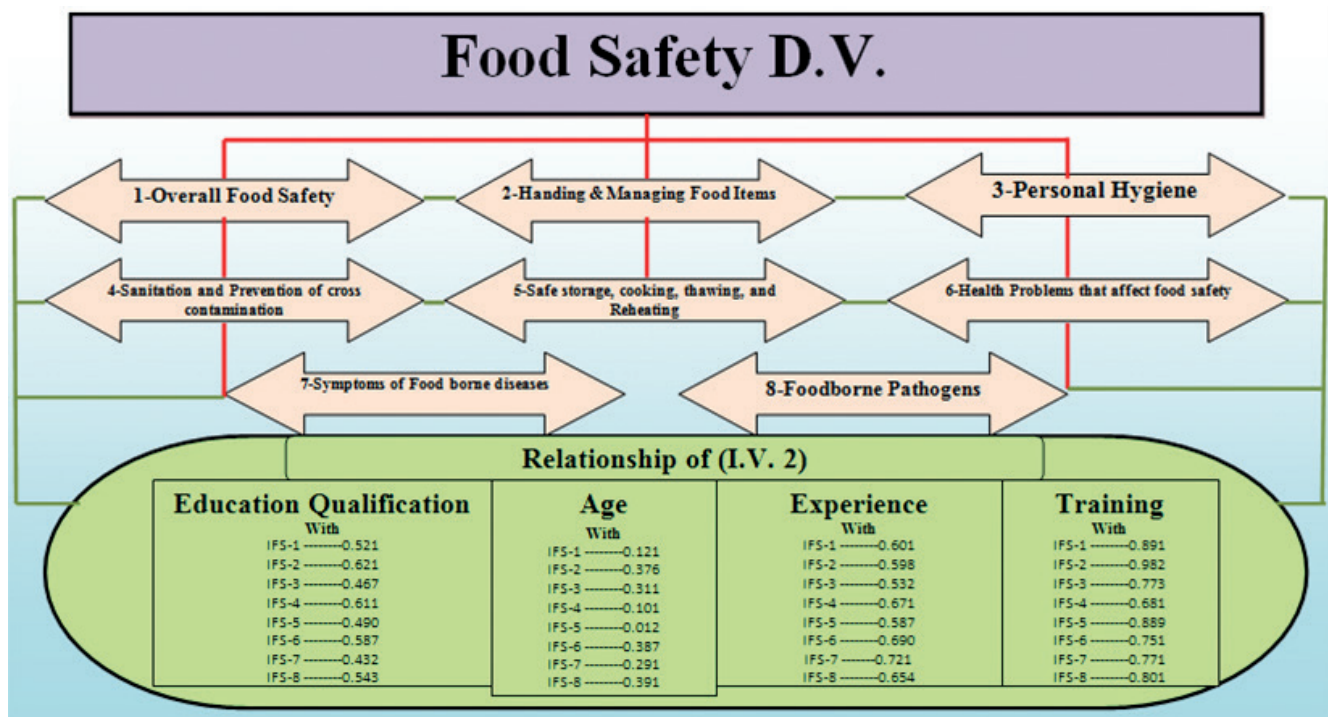 Food Safety D.V.
1-Overall Food Safety
2-Handing & Managing Food Items
3-Personal Hygiene
4-Sanitation and Prevention of cross
contamination
5-Safe storage, cooking, thawing, and
Reheating
6-Health Problems that affect food safety
7-Symptoms of Food borne diseases
8-Foodborne Pathogens
Relationship of (I.V. 2)
Education Qualification
With
IFS-1 --------0.521
IFS-2 --------0.621
IFS-3 --------0.467
IFS-4 --------0.611
IFS-5 --------0.490
IFS-6 --------0.587
IFS-7 --------0.432
IFS-8 --------0.543
Age
With
IFS-1 --------0.121
IFS-2 --------0.376
IFS-3 --------0.311
IFS-4 --------0.101
IFS-5 --------0.012
IFS-6 --------0.387
IFS-7 --------0.291
IFS-8 --------0.391
Experience
With
IFS-1 --------0.601
IFS-2 --------0.598
IFS-3 --------0.532
IFS-4 --------0.671
IFS-5 --------0.587
IFS-6 --------0.690
IFS-7 --------0.721
IFS-8 --------0.654
Training
With
IFS-1 --------0.891
IFS-2 --------0.982
IFS-3 --------0.773
IFS-4 --------0.681
IFS-5 --------0.889
IFS-6 --------0.751
IFS-7 --------0.771
IFS-8 --------0.801